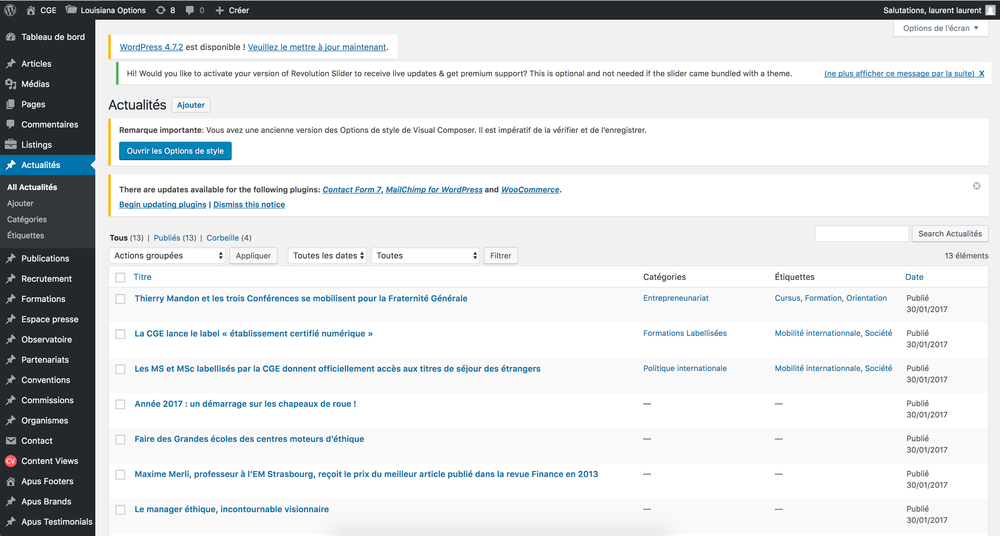 CGE Louisiana Options 8 0 Créer Salutations, laurent laurent
Options de l’écran
Tableau de bord
Articles
Médias
Pages
Commentaires
Listings
Actualités
All Actualités
Ajouter
Catégories
Étiquettes
Publications
Recrutement
Formations
Espace presse
Observatoire
Partenariats
Conventions
Commissions
Organismes
Contact
CV Content Views
Apus Footers
Apus Brands
Apus Testimonials
WordPress 4.7.2 est disponible ! Veuillez le mettre à jour maintenant.
Hi! Would you like to activate your version of Revolution Slider to receive live updates & get premium support? This is optional and not needed if the slider came bundled with a theme. (ne plus afficher ce message par la suite) X
Actualités Ajouter
Remarque importante: Vous avez une ancienne version des Options de style de Visual Composer. Il est impératif de la vérifier et de l’enregistrer.
Ouvrir les Options de style
There are updates available for the following plugins: Contact Form 7, MailChimp for WordPress and WooCommerce.
Begin updating plugins | Dismiss this notice
Tous (13) | Publiés (13) | Corbeille (4) Search Actualités
Actions groupées Appliquer Toutes les dates Toutes Filtrer 13 éléments
Titre Catégories Étiquettes Date
Thierry Mandon et les trois Conférences se mobilisent pour la Fraternité Générale Entrepreneunariat Cursus, Formation, Orientation Publié
30/01/2017
La CGE lance le label « établissement certifié numérique » Formations Labellisées Mobilité internationnale, Société Publié
30/01/2017
Les MS et MSc labellisés par la CGE donnent officiellement accès aux titres de séjour des étrangers Politique internationale Mobilité internationnale, Société Publié
30/01/2017
Année 2017 : un démarrage sur les chapeaux de roue ! — — Publié
30/01/2017
Faire des Grandes écoles des centres moteurs d’éthique — — Publié
30/01/2017
Maxime Merli, professeur à l’EM Strasbourg, reçoit le prix du meilleur article publié dans la revue Finance en 2013 — — Publié
30/01/2017
Le manager éthique, incontournable visionnaire — — Publié
30/01/2017